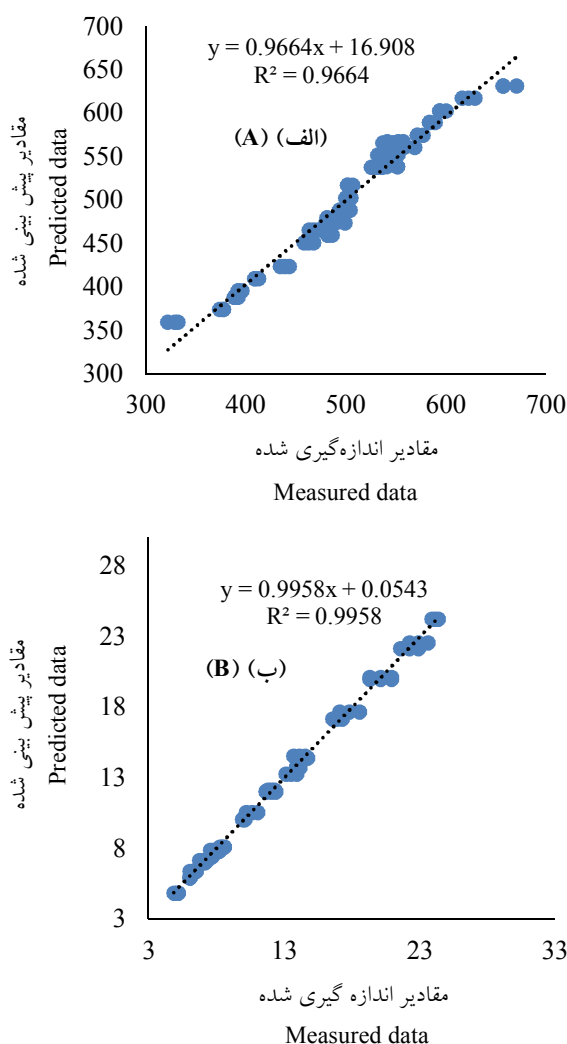 700
650
600
550
500
450
400
350
300
y = 0.9664x + 16.908
R² = 0.9664
(A) (الف)
مقادیر پیش بینی شده
Predicted data
300 400 500 600 700
مقادیر اندازه‌گیری شده
Measured data
28
23
18
13
8
3
y = 0.9958x + 0.0543
R² = 0.9958
(B) (ب)
مقادیر پیش بینی شده
Predicted data
3 13 23 33
مقادیر اندازه گیری شده
Measured data